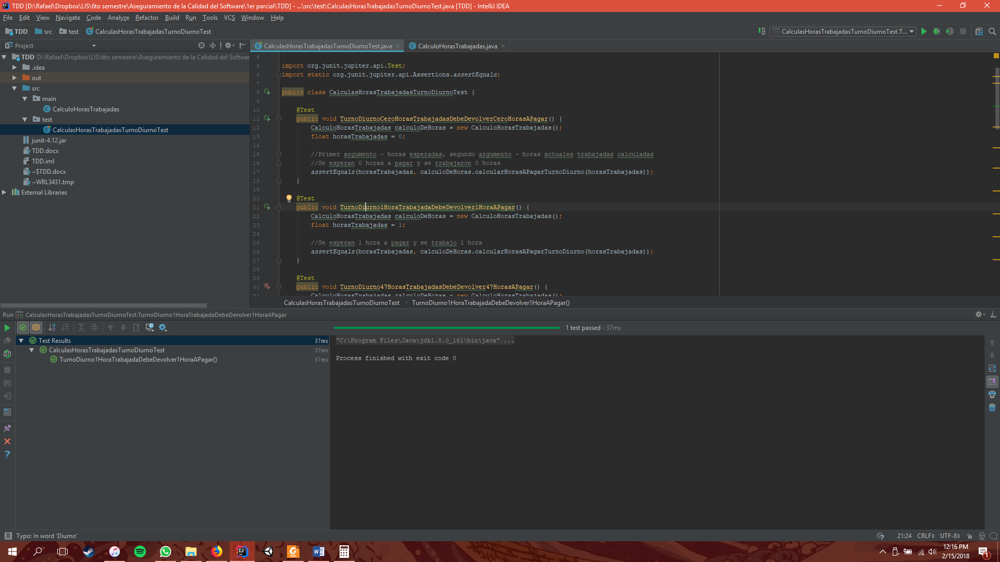 TDD [D:\Rafael\Dropbox\LIS\6to semestre\Aseguramiento de la Calidad del Software\1er parcial\TDD] - ...\src\test\CalculasHorasTrabajadasTurnoDiurnoTest.java [TDD] - IntelliJ IDEA
File Edit View Navigate Code Analyze Refactor Build Run Tools VCS Window Help
TDD src test CalculasHorasTrabajadasTurnoDiurnoTest
CalculasHorasTrabajadasTurnoDiurnoTest.T...
Project
CalculasHorasTrabajadasTurnoDiurnoTest.java
CalculoHorasTrabajadas.java
TDD D:\Rafael\Dropbox\LIS\6to semestre\Aseguramiento de la Calidad del Softwar
.idea
out
src
main
CalculoHorasTrabajadas
test
CalculasHorasTrabajadasTurnoDiurnoTest
junit-4.12.jar
TDD.docx
TDD.iml
~$TDD.docx
~WRL3431.tmp
External Libraries
4
5 import org.junit.jupiter.api.Test;
6 import static org.junit.jupiter.api.Assertions.assertEquals;
7
8 public class CalculasHorasTrabajadasTurnoDiurnoTest {
9
10 @Test
11 public void TurnoDiurnoCeroHorasTrabajadasDebeDevolverCeroHorasAPagar() {
12 CalculoHorasTrabajadas calculoDeHoras = new CalculoHorasTrabajadas();
13 float horasTrabajadas = 0;
14
15 //Primer argumento - horas esperadas, segundo argumento - horas actuales trabajadas calculadas
16 //Se esperan 0 horas a pagar y se trabajaron 0 horas
17 assertEquals(horasTrabajadas, calculoDeHoras.calcularHorasAPagarTurnoDiurno(horasTrabajadas));
18 }
19
20 @Test
21 public void TurnoDiurno1HoraTrabajadaDebeDevolver1HoraAPagar() {
22 CalculoHorasTrabajadas calculoDeHoras = new CalculoHorasTrabajadas();
23 float horasTrabajadas = 1;
24
25 //Se esperan 1 hora a pagar y se trabajo 1 hora
26 assertEquals(horasTrabajadas, calculoDeHoras.calcularHorasAPagarTurnoDiurno(horasTrabajadas));
27 }
28
29 @Test
30 public void TurnoDiurno47HorasTrabajadasDebeDevolver47HorasAPagar() {
31 CalculoHorasTrabajadas calculoDeHoras = new CalculoHorasTrabajadas();
CalculasHorasTrabajadasTurnoDiurnoTest TurnoDiurno1HoraTrabajadaDebeDevolver1HoraAPagar()
Run CalculasHorasTrabajadasTurnoDiurnoTest.TurnoDiurno1HoraTrabajadaDebeDevolver1HoraAPagar
1 test passed - 37ms
Test Results 37ms
CalculasHorasTrabajadasTurnoDiurnoTest 37ms
TurnoDiurno1HoraTrabajadaDebeDevolver1HoraAPagar() 37ms
"C:\Program Files\Java\jdk1.8.0_161\bin\java" ...
Process finished with exit code 0
Typo: In word 'Diurno'
21:24 CRLF UTF-8
12:16 PM
2/15/2018
1